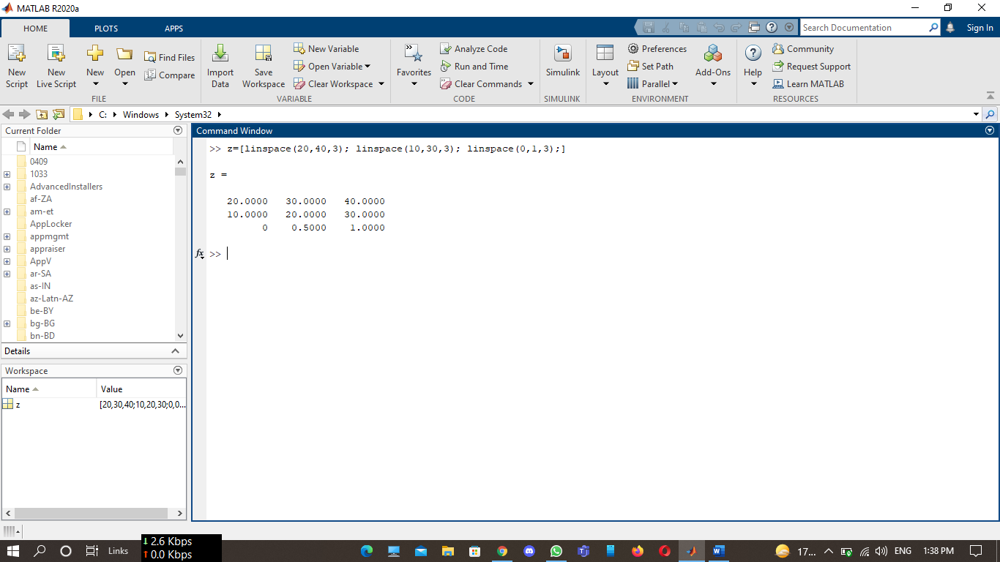 MATLAB R2020a
HOME PLOTS APPS
Search Documentation
Sign In
New Script
New Live Script
New
Open
Find Files
Compare
FILE
Import Data
Save Workspace
New Variable
Open Variable
Clear Workspace
VARIABLE
Favorites
Analyze Code
Run and Time
Clear Commands
CODE
Simulink
SIMULINK
Layout
Preferences
Set Path
Parallel
Add-Ons
ENVIRONMENT
Help
Community
Request Support
Learn MATLAB
RESOURCES
C: Windows System32
Current Folder
Name
0409
1033
AdvancedInstallers
af-ZA
am-et
AppLocker
appmgmt
appraiser
AppV
ar-SA
as-IN
az-Latn-AZ
be-BY
bg-BG
bn-BD
Details
Workspace
Name Value
z [20,30,40;10,20,30;0,0...
Command Window
>> z=[linspace(20,40,3); linspace(10,30,3); linspace(0,1,3);]
z =
20.0000 30.0000 40.0000
10.0000 20.0000 30.0000
0 0.5000 1.0000
fx >>
Links
↓ 2.6 Kbps
↑ 0.0 Kbps
17...
ENG
1:38 PM